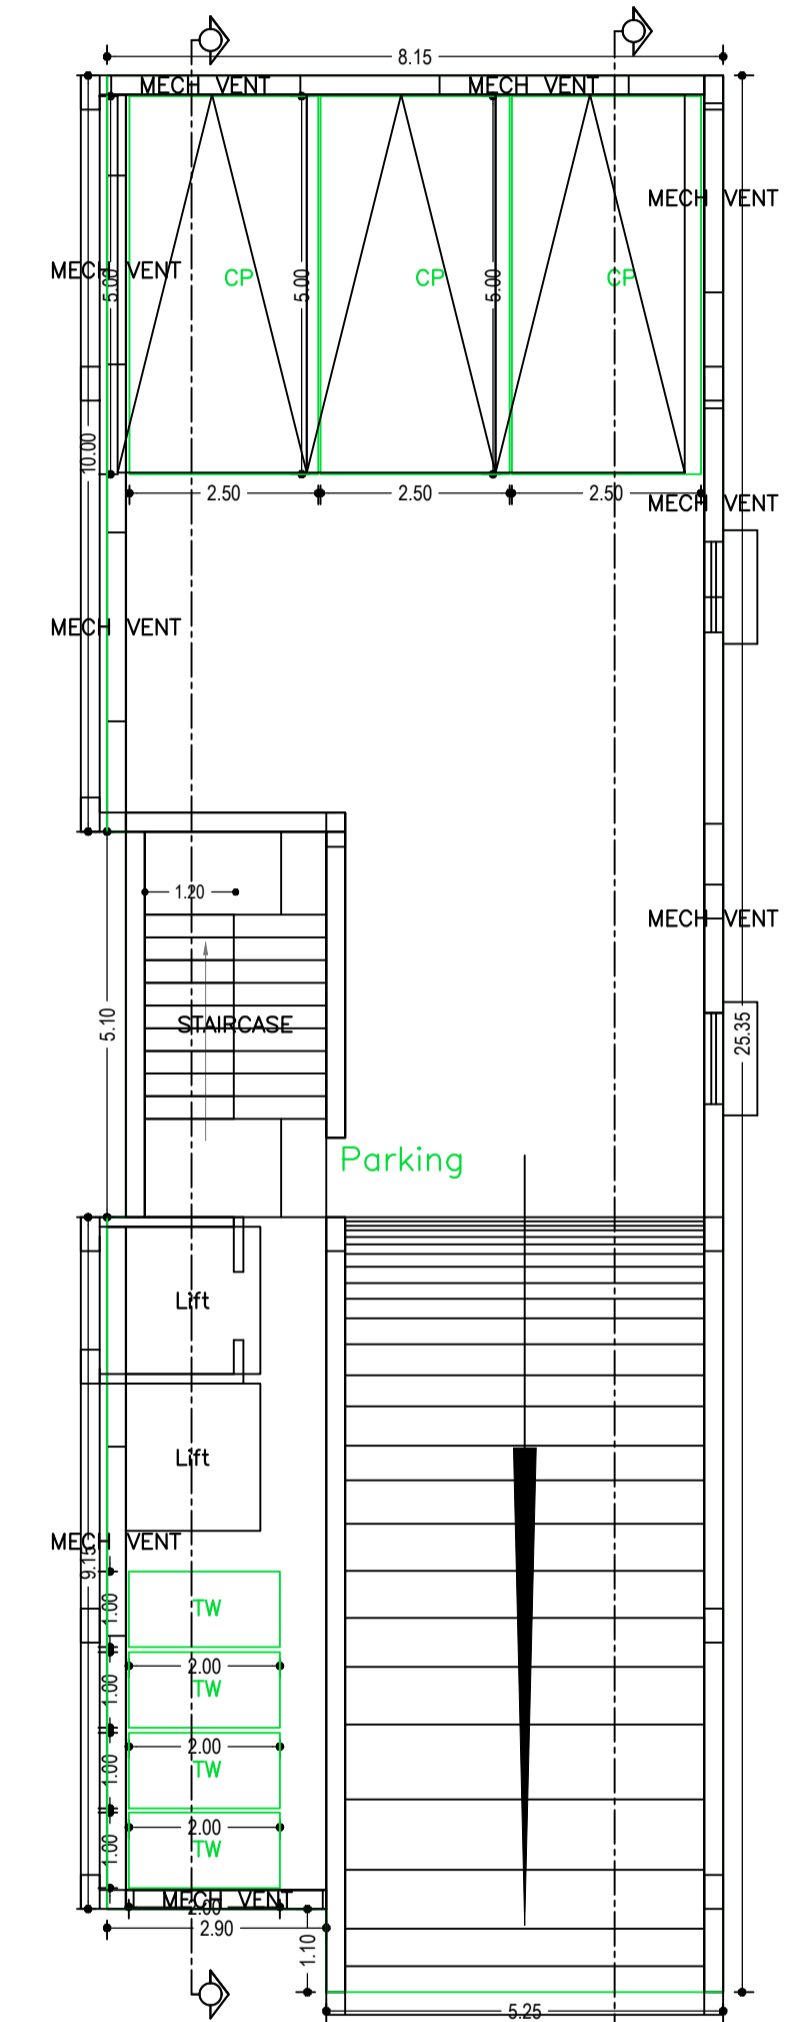 8.15
MECH VENT
MECH VENT
MECH VENT
MECH VENT
5.00
CP
5.00
CP
5.00
CP
10.00
2.50
2.50
2.50
MECH VENT
MECH VENT
1.20
MECH VENT
5.10
STAIRCASE
25.35
Parking
Lift
Lift
MECH VENT
9.15
1.00
TW
2.00
1.00
TW
2.00
1.00
TW
2.00
1.00
TW
MECH VENT
2.00
2.90
1.10
5.25